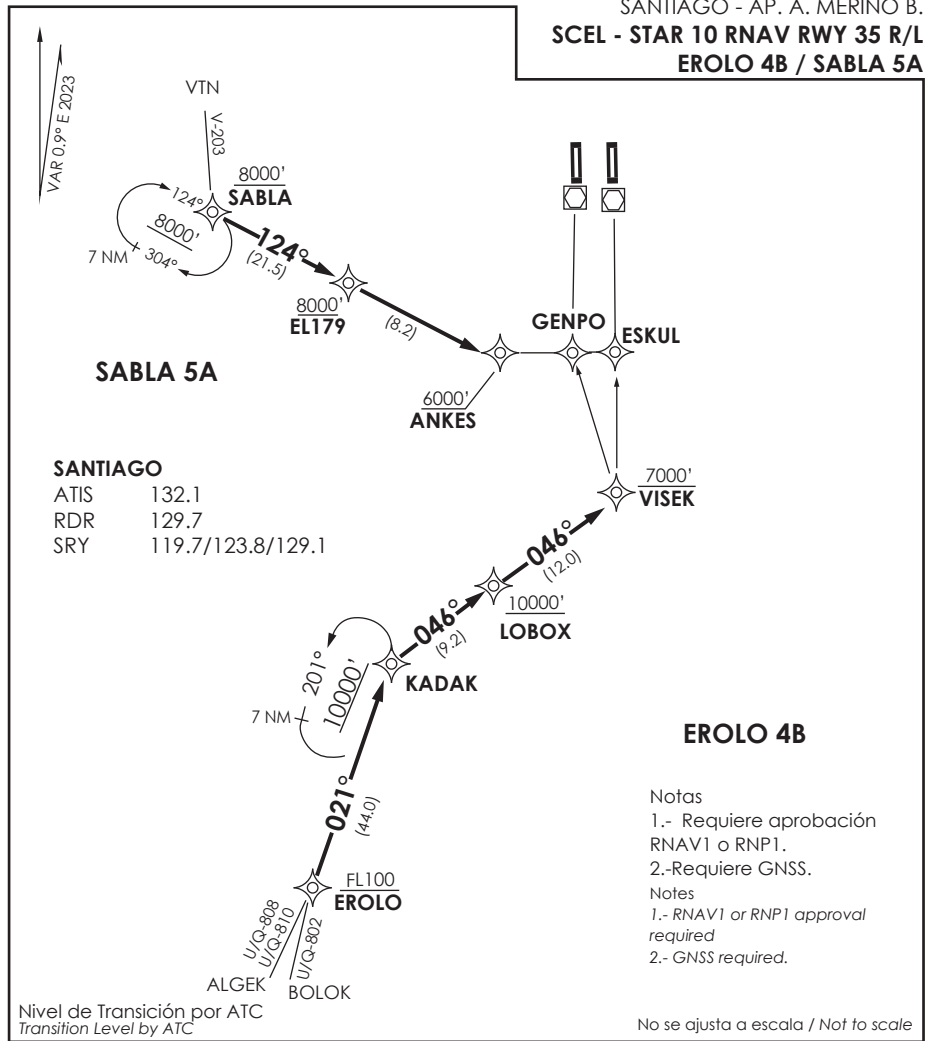 SANTIAGO - AP. A. MERINO B.
SCEL - STAR 10 RNAV RWY 35 R/L
EROLO 4B / SABLA 5A
VAR 0.9° E 2023
VTN
V-203
8000'
SABLA
124°
8000'
304°
7 NM
124°
(21.5)
8000'
EL179
(8.2)
GENPO
ESKUL
SABLA 5A
6000'
ANKES
SANTIAGO
ATIS 132.1
RDR 129.7
SRY 119.7/123.8/129.1
7000'
VISEK
046°
(12.0)
10000'
LOBOX
046°
(9.2)
KADAK
201°
10000'
7 NM
EROLO 4B
021°
(44.0)
FL100
EROLO
U/Q-808
U/Q-810
U/Q-802
ALGEK
BOLOK
Notas
1.- Requiere aprobación
RNAV1 o RNP1.
2.-Requiere GNSS.
Notes
1.- RNAV1 or RNP1 approval
required
2.- GNSS required.
Nivel de Transición por ATC
Transition Level by ATC
No se ajusta a escala / Not to scale